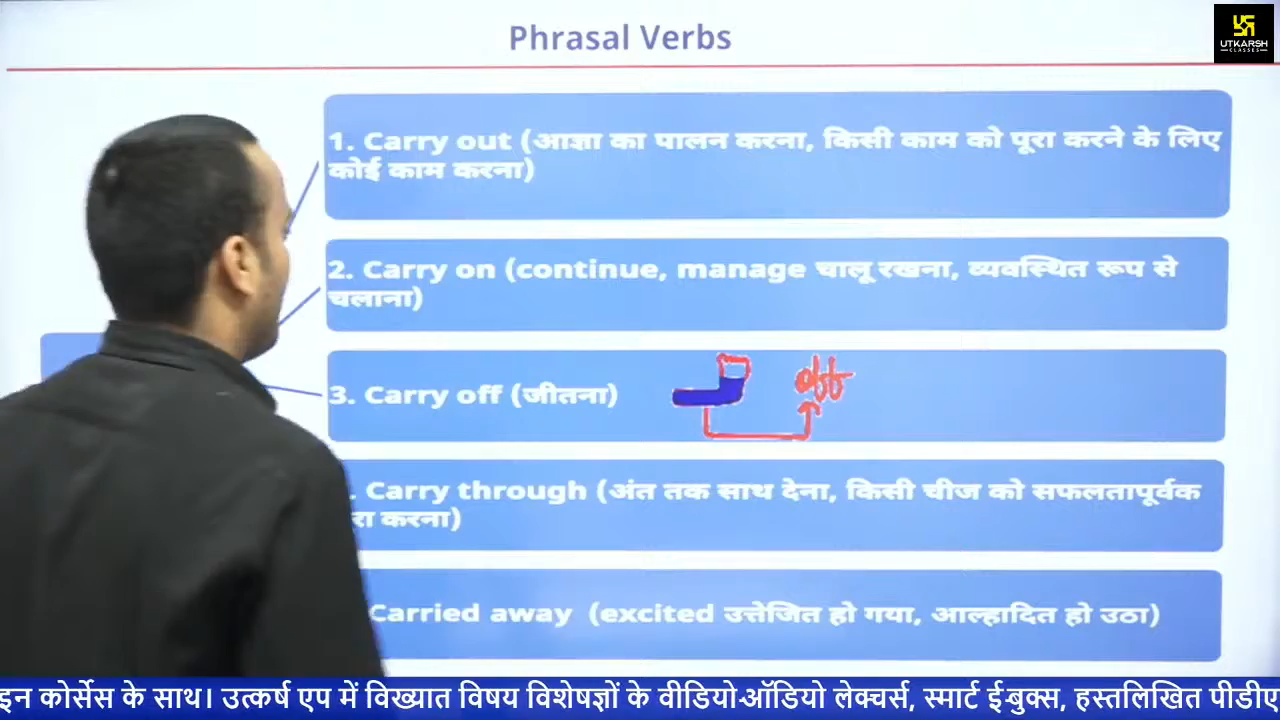 Phrasal Verbs
UTKARSH
CLASSES
1. Carry out (आज्ञा का पालन करना, किसी काम को पूरा करने के लिए
कोई काम करना)
2. Carry on (continue, manage चालू रखना, व्यवस्थित रूप से
चलाना)
3. Carry off (जीतना)
off
. Carry through (अंत तक साथ देना, किसी चीज को सफलतापूर्वक
रा करना)
Carried away (excited उत्तेजित हो गया, आल्हादित हो उठा)
इन कोर्सेस के साथ। उत्कर्ष एप में विख्यात विषय विशेषज्ञों के वीडियो-ऑडियो लेक्चर्स, स्मार्ट ई-बुक्स, हस्तलिखित पीडीए